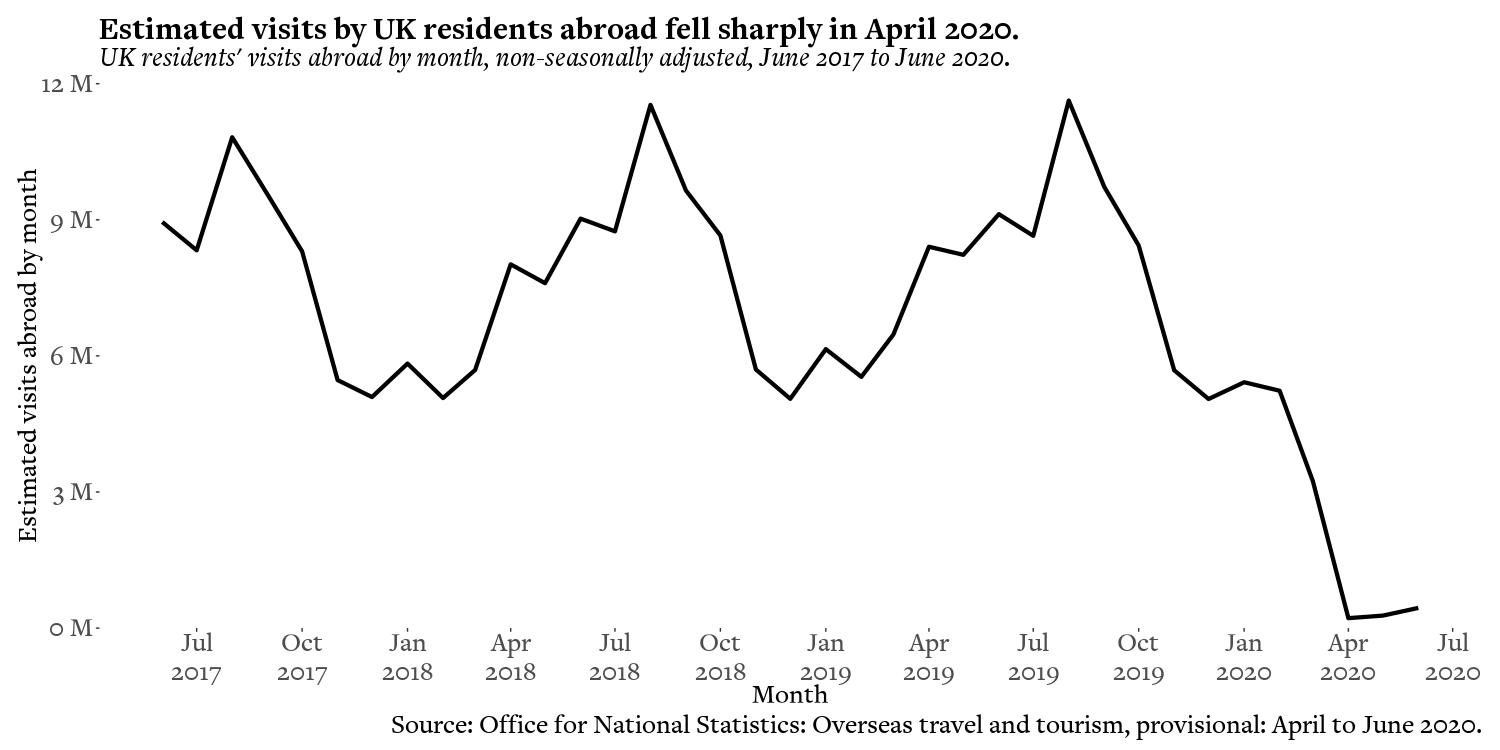 Estimated visits by UK residents abroad fell sharply in April 2020.
UK residents' visits abroad by month, non-seasonally adjusted, June 2017 to June 2020.
12 M
9 M
6 M
3 M
0 M
Estimated visits abroad by month
Jul Oct Jan Apr Jul Oct Jan Apr Jul Oct Jan Apr Jul
2017 2017 2018 2018 2018 2018 2019 2019 2019 2019 2020 2020 2020
Month
Source: Office for National Statistics: Overseas travel and tourism, provisional: April to June 2020.